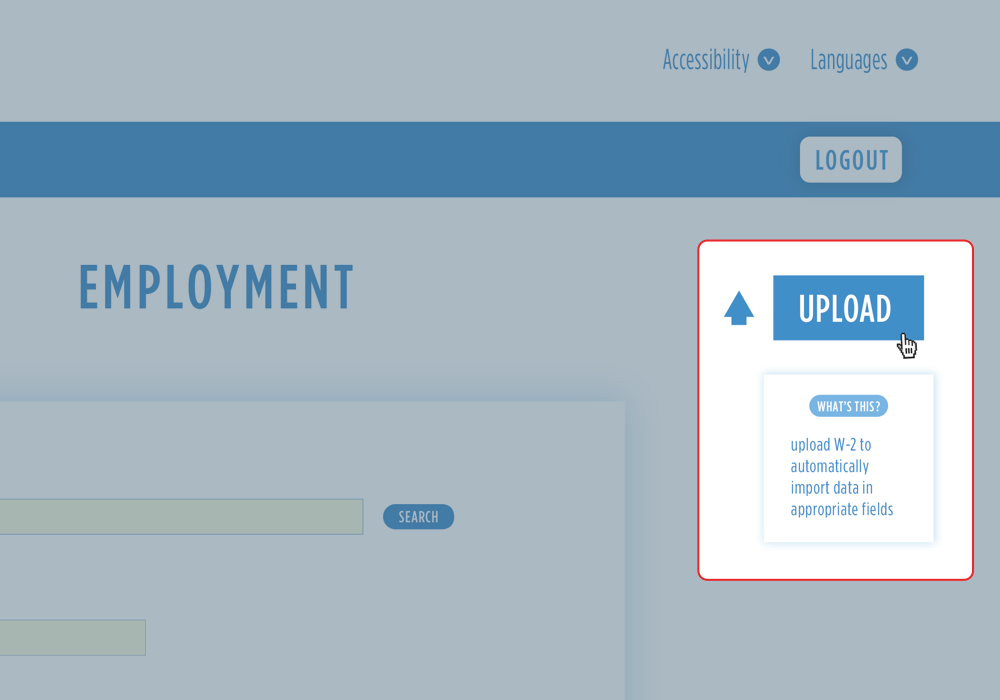 Accessibility
Languages
LOGOUT
EMPLOYMENT
UPLOAD
WHAT'S THIS?
upload W-2 to
automatically
import data in
appropriate fields
SEARCH